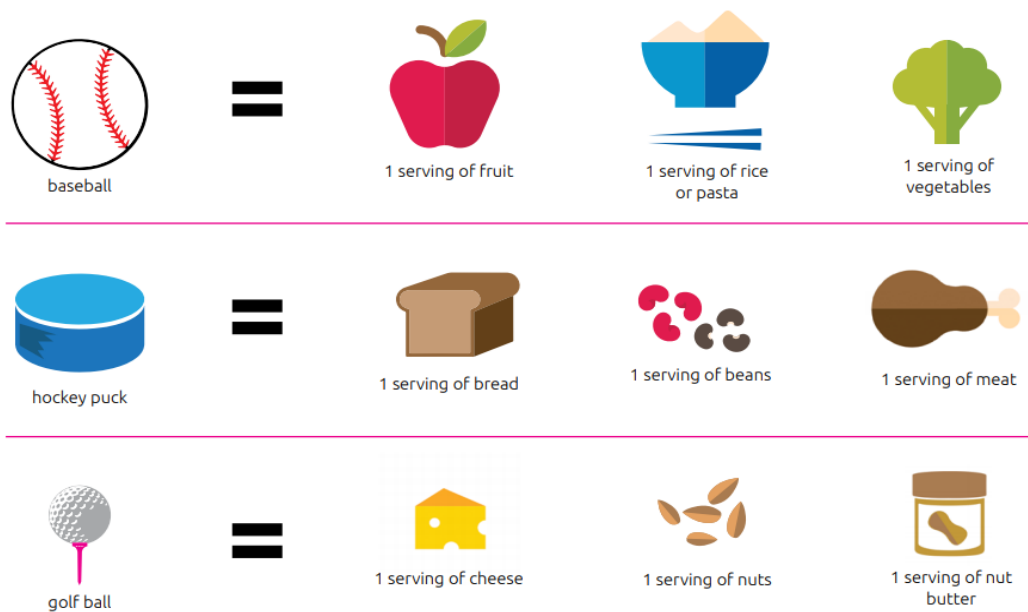 baseball
1 serving of fruit
1 serving of rice
or pasta
1 serving of
vegetables
hockey puck
1 serving of bread
1 serving of beans
1 serving of meat
golf ball
1 serving of cheese
1 serving of nuts
1 serving of nut
butter